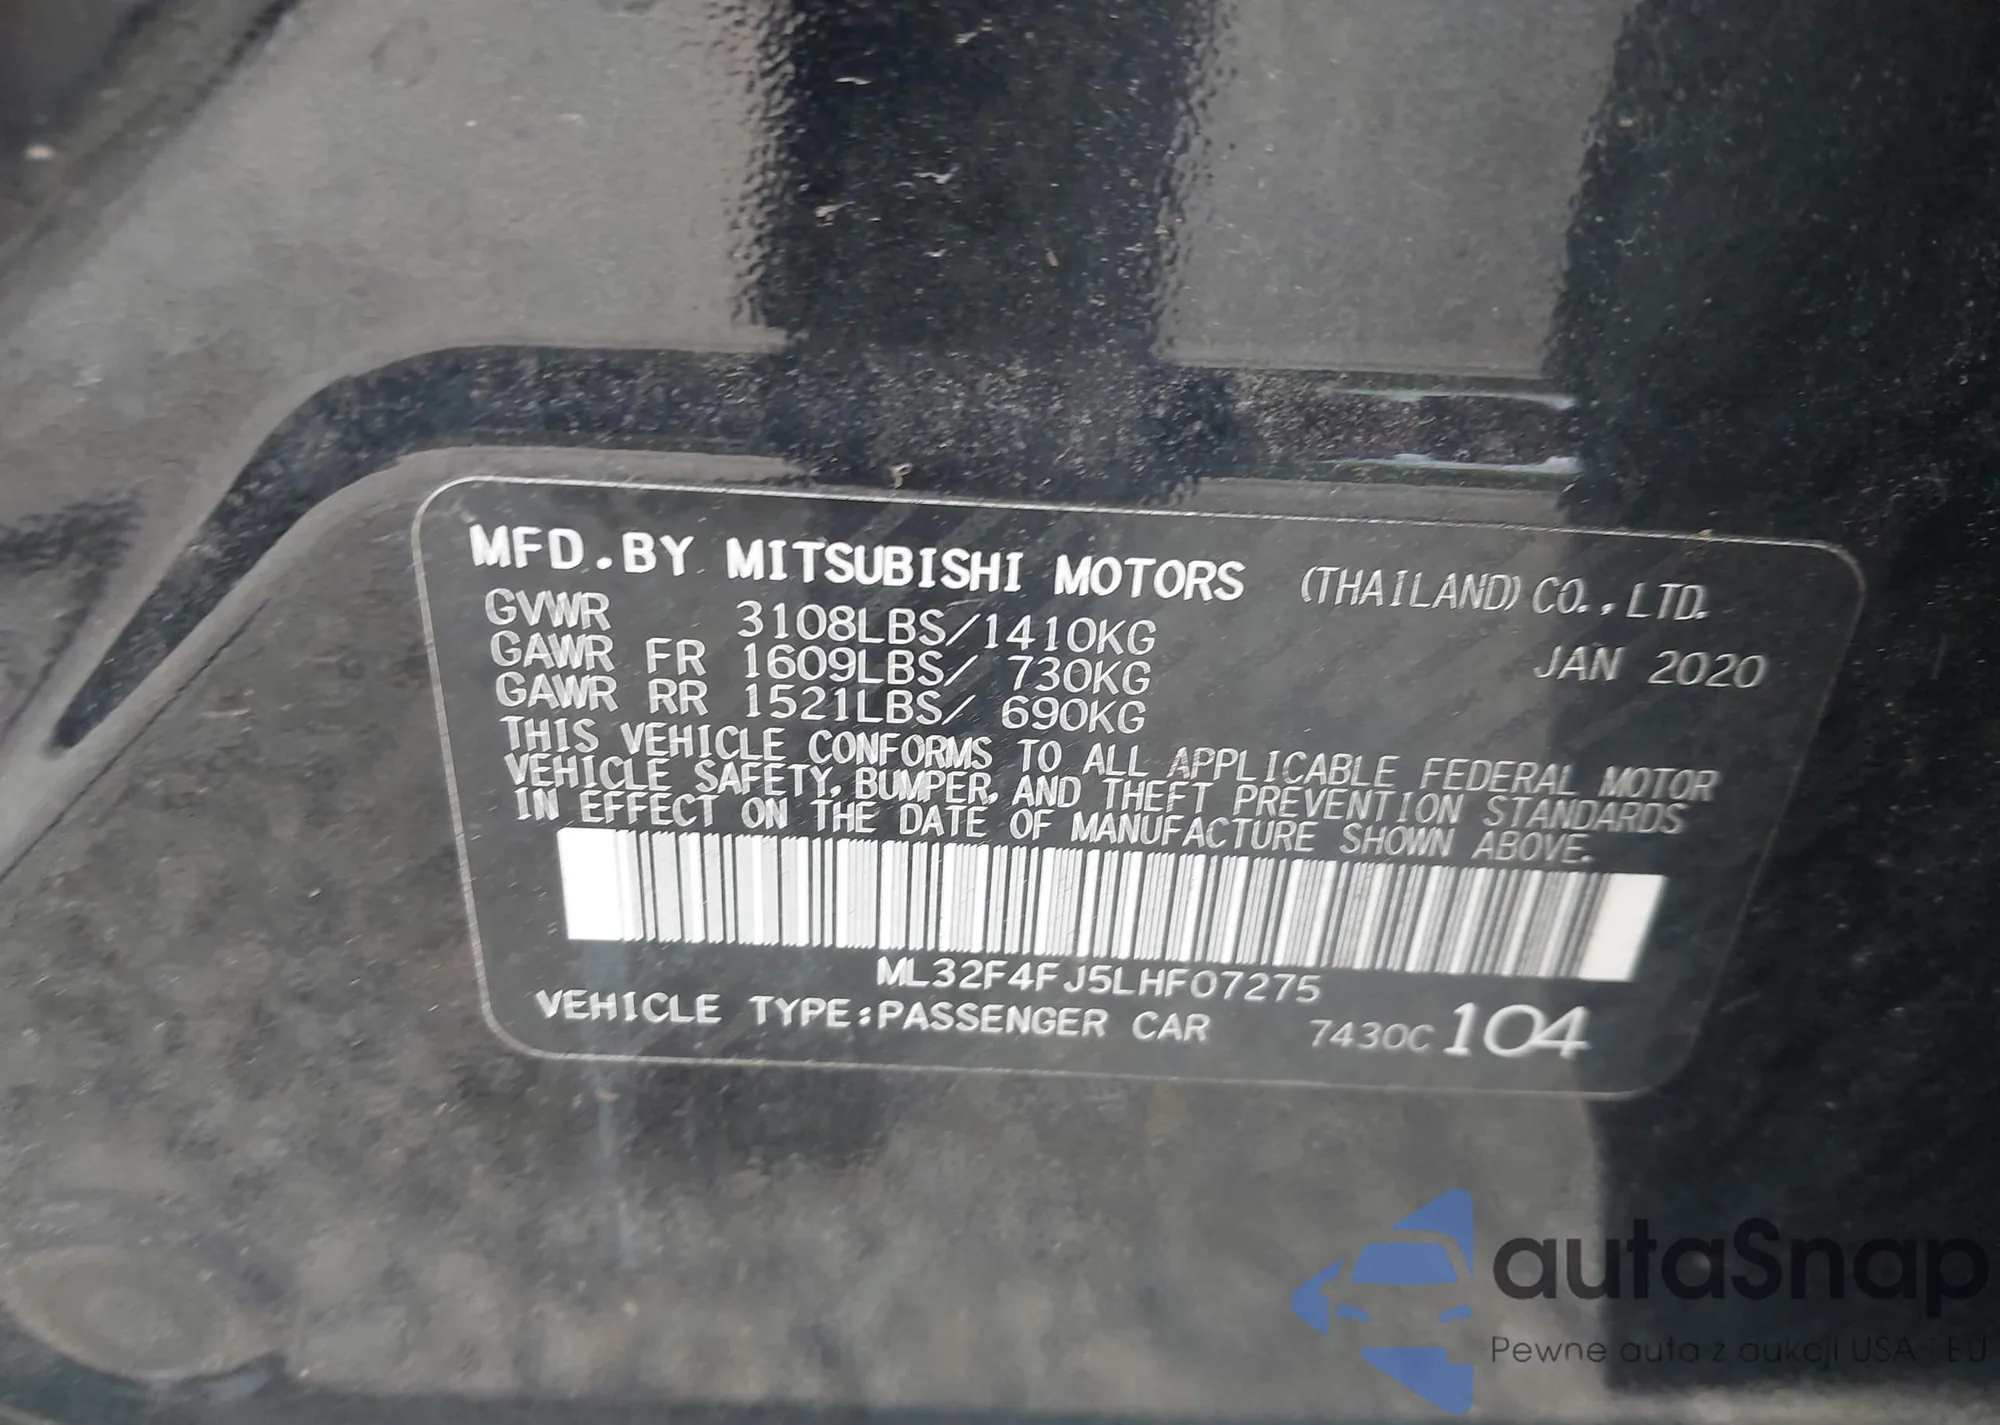 MFD.BY MITSUBISHI MOTORS (THAILAND) CO., LTD.
GVWR 3108LBS/1410KG JAN 2020
GAWR FR 1609LBS/ 730KG
GAWR RR 1521LBS/ 690KG
THIS VEHICLE CONFORMS TO ALL APPLICABLE FEDERAL MOTOR
VEHICLE SAFETY, BUMPER, AND THEFT PREVENTION STANDARDS
IN EFFECT ON THE DATE OF MANUFACTURE SHOWN ABOVE.
ML32F4FJ5LHF07275
VEHICLE TYPE:PASSENGER CAR 7430C 104
autaSnap
Pewne auta z aukcji USA i EU